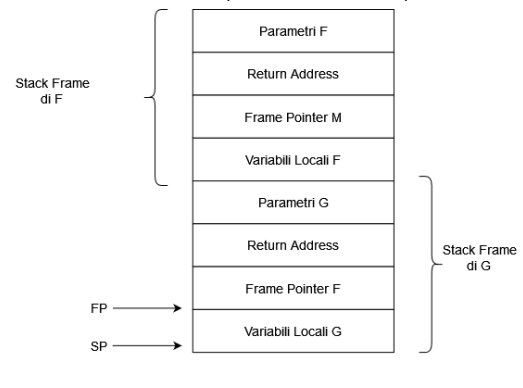 Parametri F
Return Address
Stack Frame
di F
Frame Pointer M
Variabili Locali F
Parametri G
Return Address
Stack Frame
di G
Frame Pointer F
FP
Variabili Locali G
SP